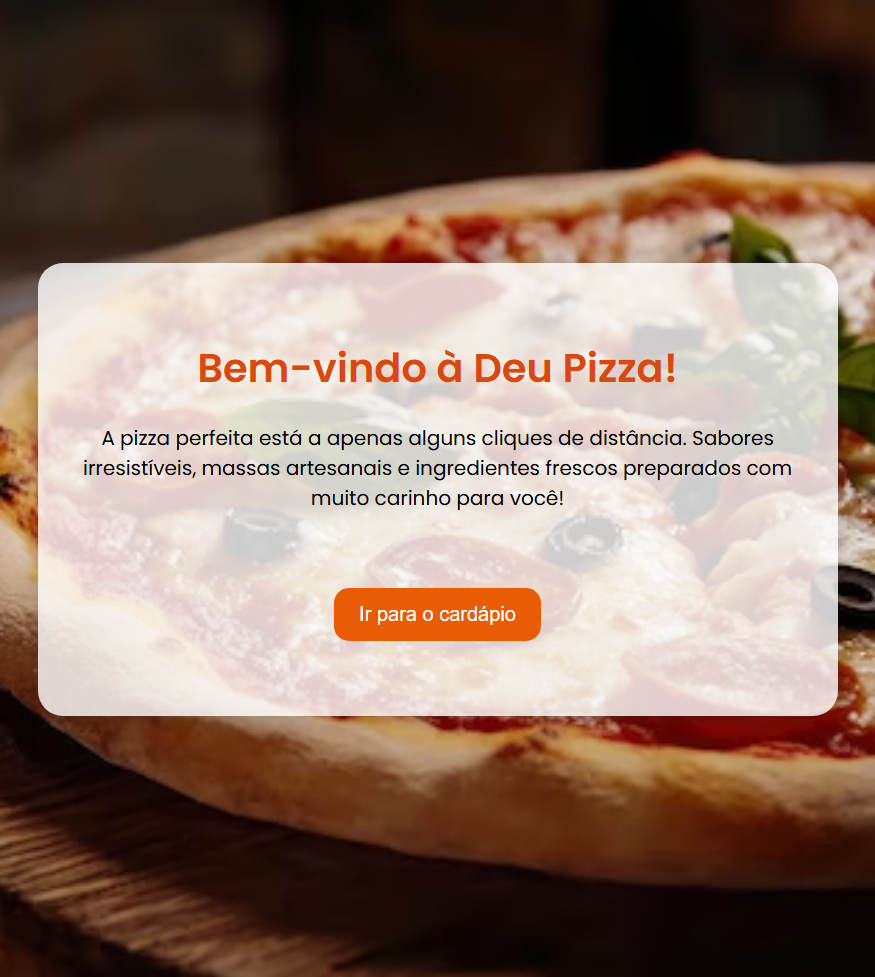 Bem-vindo à Deu Pizza!
A pizza perfeita está a apenas alguns cliques de distância. Sabores
irresistíveis, massas artesanais e ingredientes frescos preparados com
muito carinho para você!
Ir para o cardápio